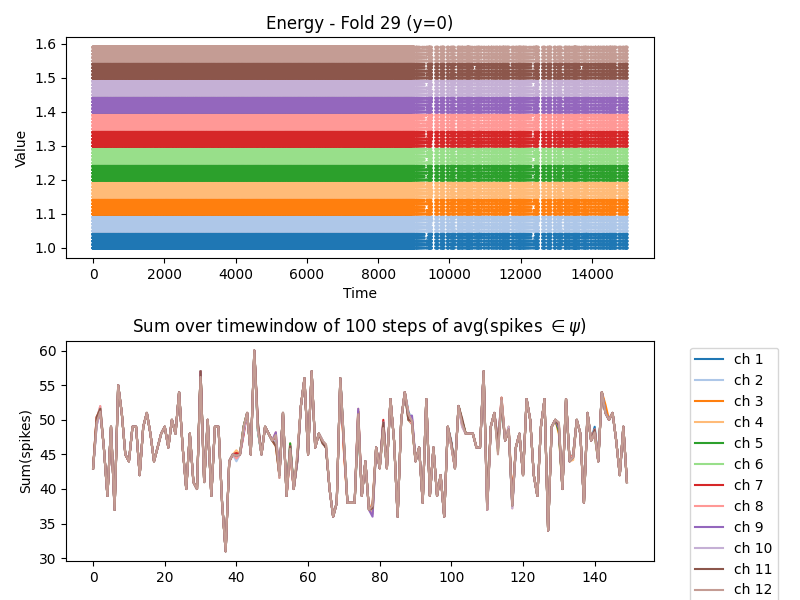 Energy - Fold 29 (y=0)
Value
1.6
1.5
1.4
1.3
1.2
1.1
1.0
0 2000 4000 6000 8000 10000 12000 14000
Time
Sum over timewindow of 100 steps of avg(spikes ∈ ψ)
Sum(spikes)
60
55
50
45
40
35
30
0 20 40 60 80 100 120 140
ch 1
ch 2
ch 3
ch 4
ch 5
ch 6
ch 7
ch 8
ch 9
ch 10
ch 11
ch 12